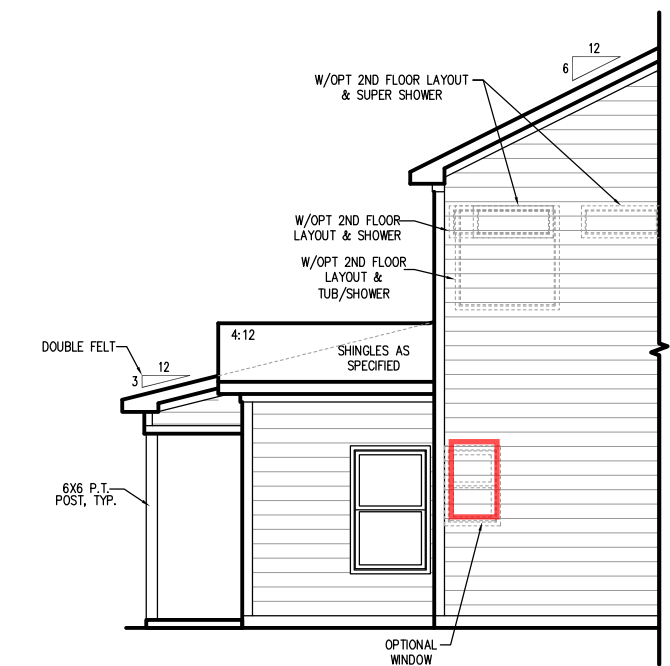 12
6
W/OPT 2ND FLOOR LAYOUT
& SUPER SHOWER
W/OPT 2ND FLOOR
LAYOUT & SHOWER
W/OPT 2ND FLOOR
LAYOUT &
TUB/SHOWER
4:12
DOUBLE FELT
12
3
SHINGLES AS
SPECIFIED
6X6 P.T.
POST, TYP.
OPTIONAL
WINDOW